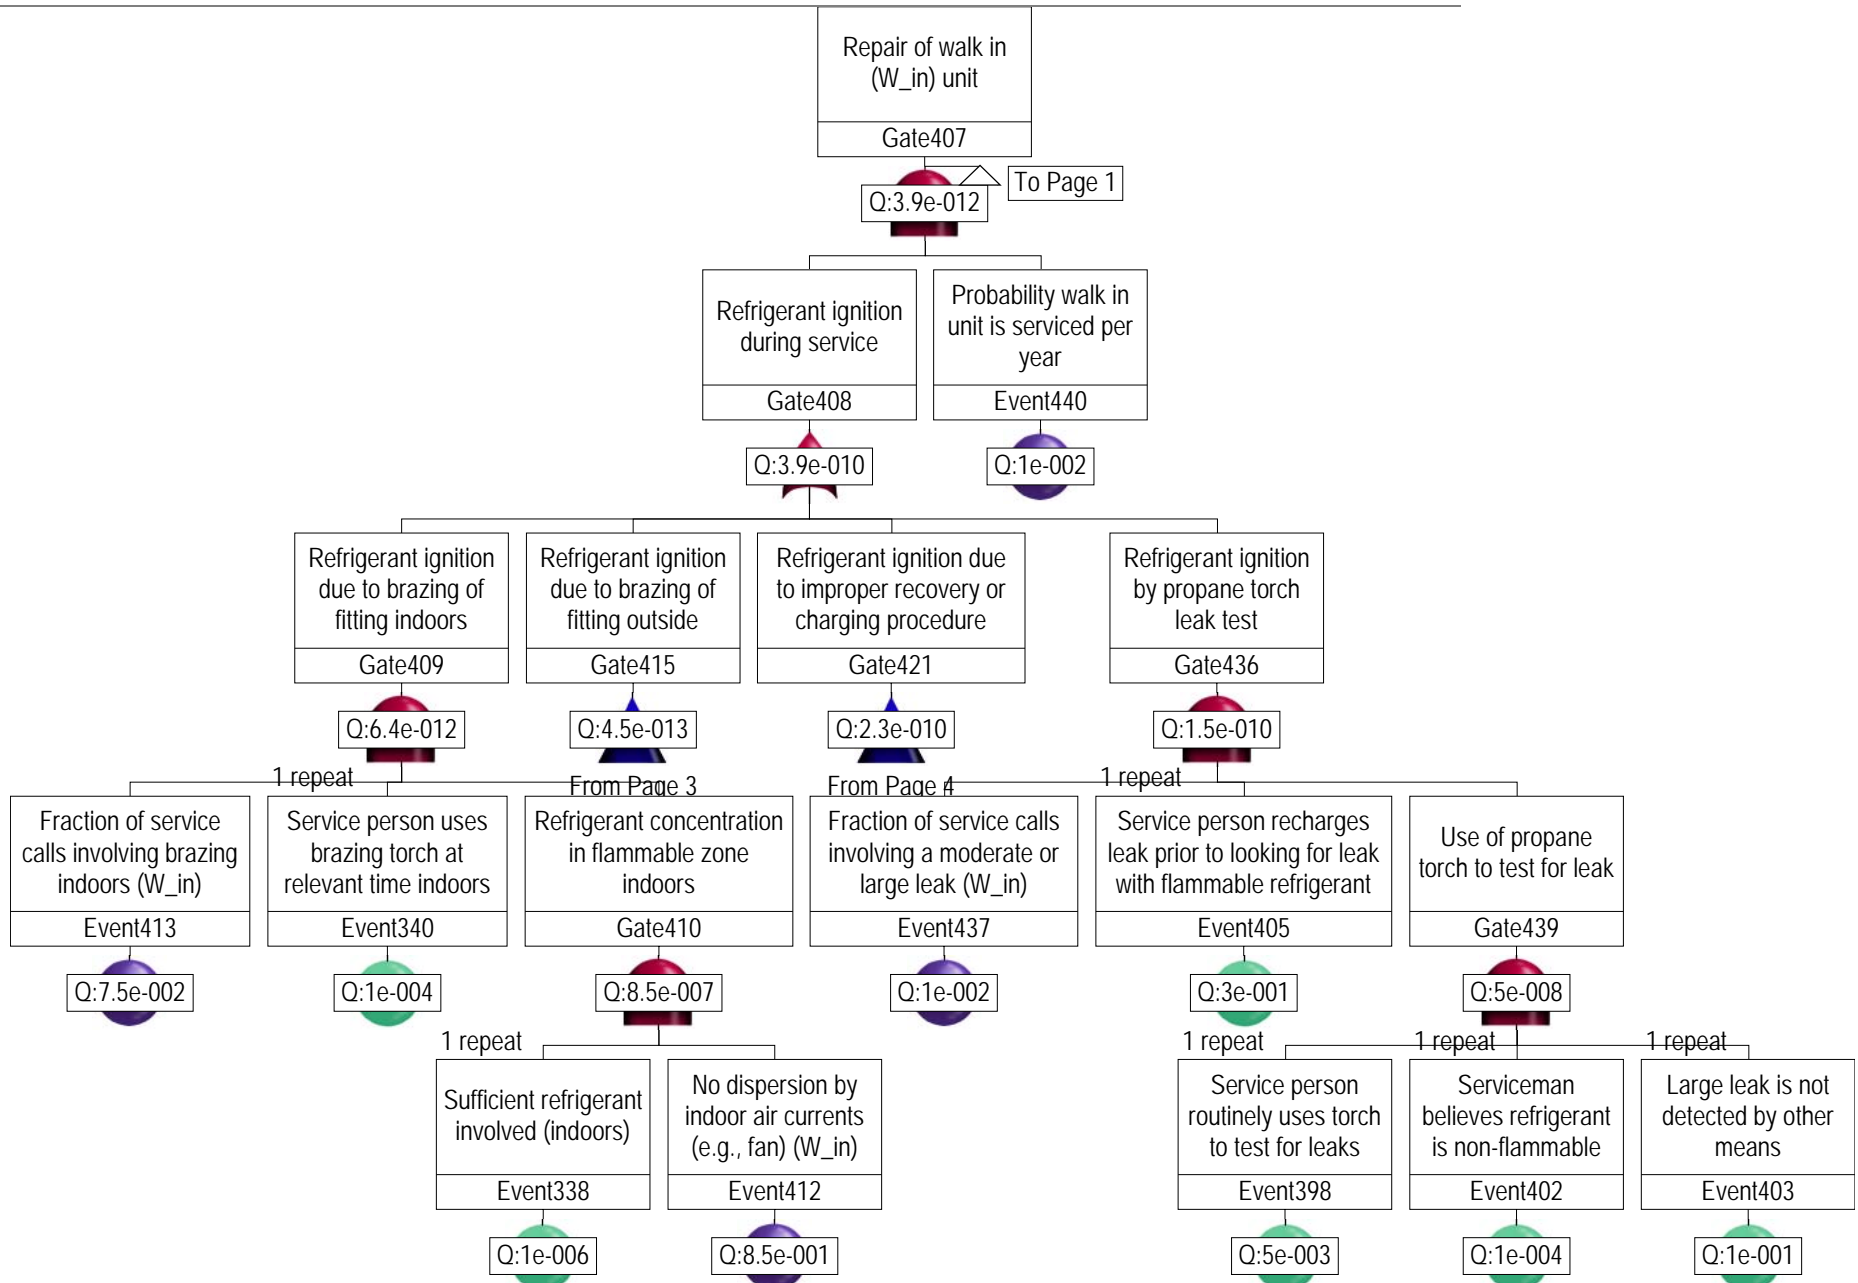 Repair of walk in
(W_in) unit
Gate407
To Page 1
Q:3.9e-012
Refrigerant ignition
during service
Gate408
Q:3.9e-010
Probability walk in
unit is serviced per
year
Event440
Q:1e-002
Refrigerant ignition
due to brazing of
fitting indoors
Gate409
Q:6.4e-012
Refrigerant ignition
due to brazing of
fitting outside
Gate415
Q:4.5e-013
From Page 3
Refrigerant ignition due
to improper recovery or
charging procedure
Gate421
Q:2.3e-010
From Page 4
Refrigerant ignition
by propane torch
leak test
Gate436
Q:1.5e-010
Fraction of service
calls involving brazing
indoors (W_in)
Event413
Q:7.5e-002
1 repeat
Service person uses
brazing torch at
relevant time indoors
Event340
Q:1e-004
Refrigerant concentration
in flammable zone
indoors
Gate410
Q:8.5e-007
Fraction of service calls
involving a moderate or
large leak (W_in)
Event437
Q:1e-002
1 repeat
Service person recharges
leak prior to looking for leak
with flammable refrigerant
Event405
Q:3e-001
Use of propane
torch to test for leak
Gate439
Q:5e-008
1 repeat
Sufficient refrigerant
involved (indoors)
Event338
Q:1e-006
No dispersion by
indoor air currents
(e.g., fan) (W_in)
Event412
Q:8.5e-001
1 repeat
Service person
routinely uses torch
to test for leaks
Event398
Q:5e-003
1 repeat
Serviceman
believes refrigerant
is non-flammable
Event402
Q:1e-004
1 repeat
Large leak is not
detected by other
means
Event403
Q:1e-001